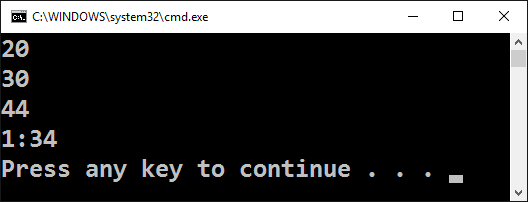 C:\WINDOWS\system32\cmd.exe
20
30
44
1:34
Press any key to continue . . .